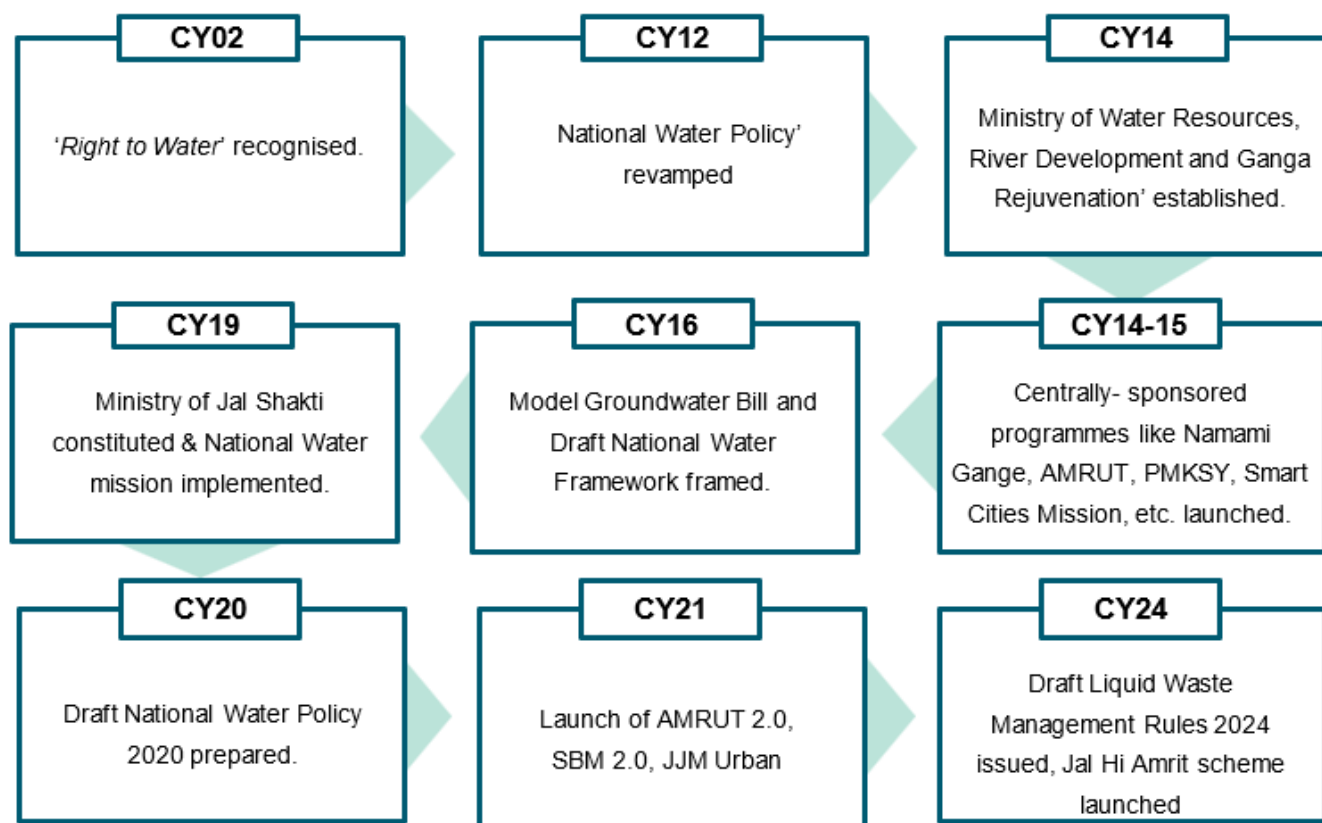 CY02
‘Right to Water’ recognised.
CY12
National Water Policy’
revamped
CY14
Ministry of Water Resources,
River Development and Ganga
Rejuvenation’ established.
CY14-15
Centrally- sponsored
programmes like Namami
Gange, AMRUT, PMKSY, Smart
Cities Mission, etc. launched.
CY16
Model Groundwater Bill and
Draft National Water
Framework framed.
CY19
Ministry of Jal Shakti
constituted & National Water
mission implemented.
CY20
Draft National Water Policy
2020 prepared.
CY21
Launch of AMRUT 2.0,
SBM 2.0, JJM Urban
CY24
Draft Liquid Waste
Management Rules 2024
issued, Jal Hi Amrit scheme
launched